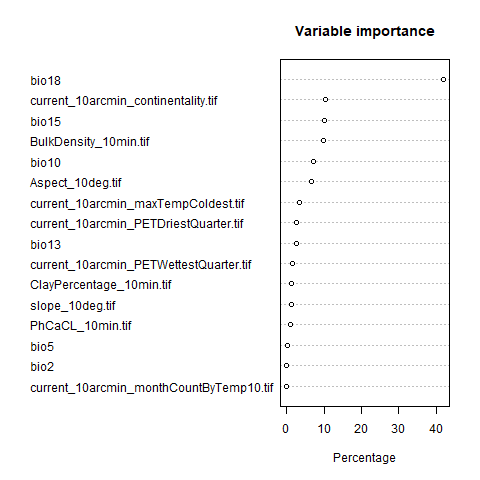 Variable importance
bio18
current_10arcmin_continentality.tif
bio15
BulkDensity_10min.tif
bio10
Aspect_10deg.tif
current_10arcmin_maxTempColdest.tif
current_10arcmin_PETDriestQuarter.tif
bio13
current_10arcmin_PETWettestQuarter.tif
ClayPercentage_10min.tif
slope_10deg.tif
PhCaCL_10min.tif
bio5
bio2
current_10arcmin_monthCountByTemp10.tif
0 10 20 30 40
Percentage